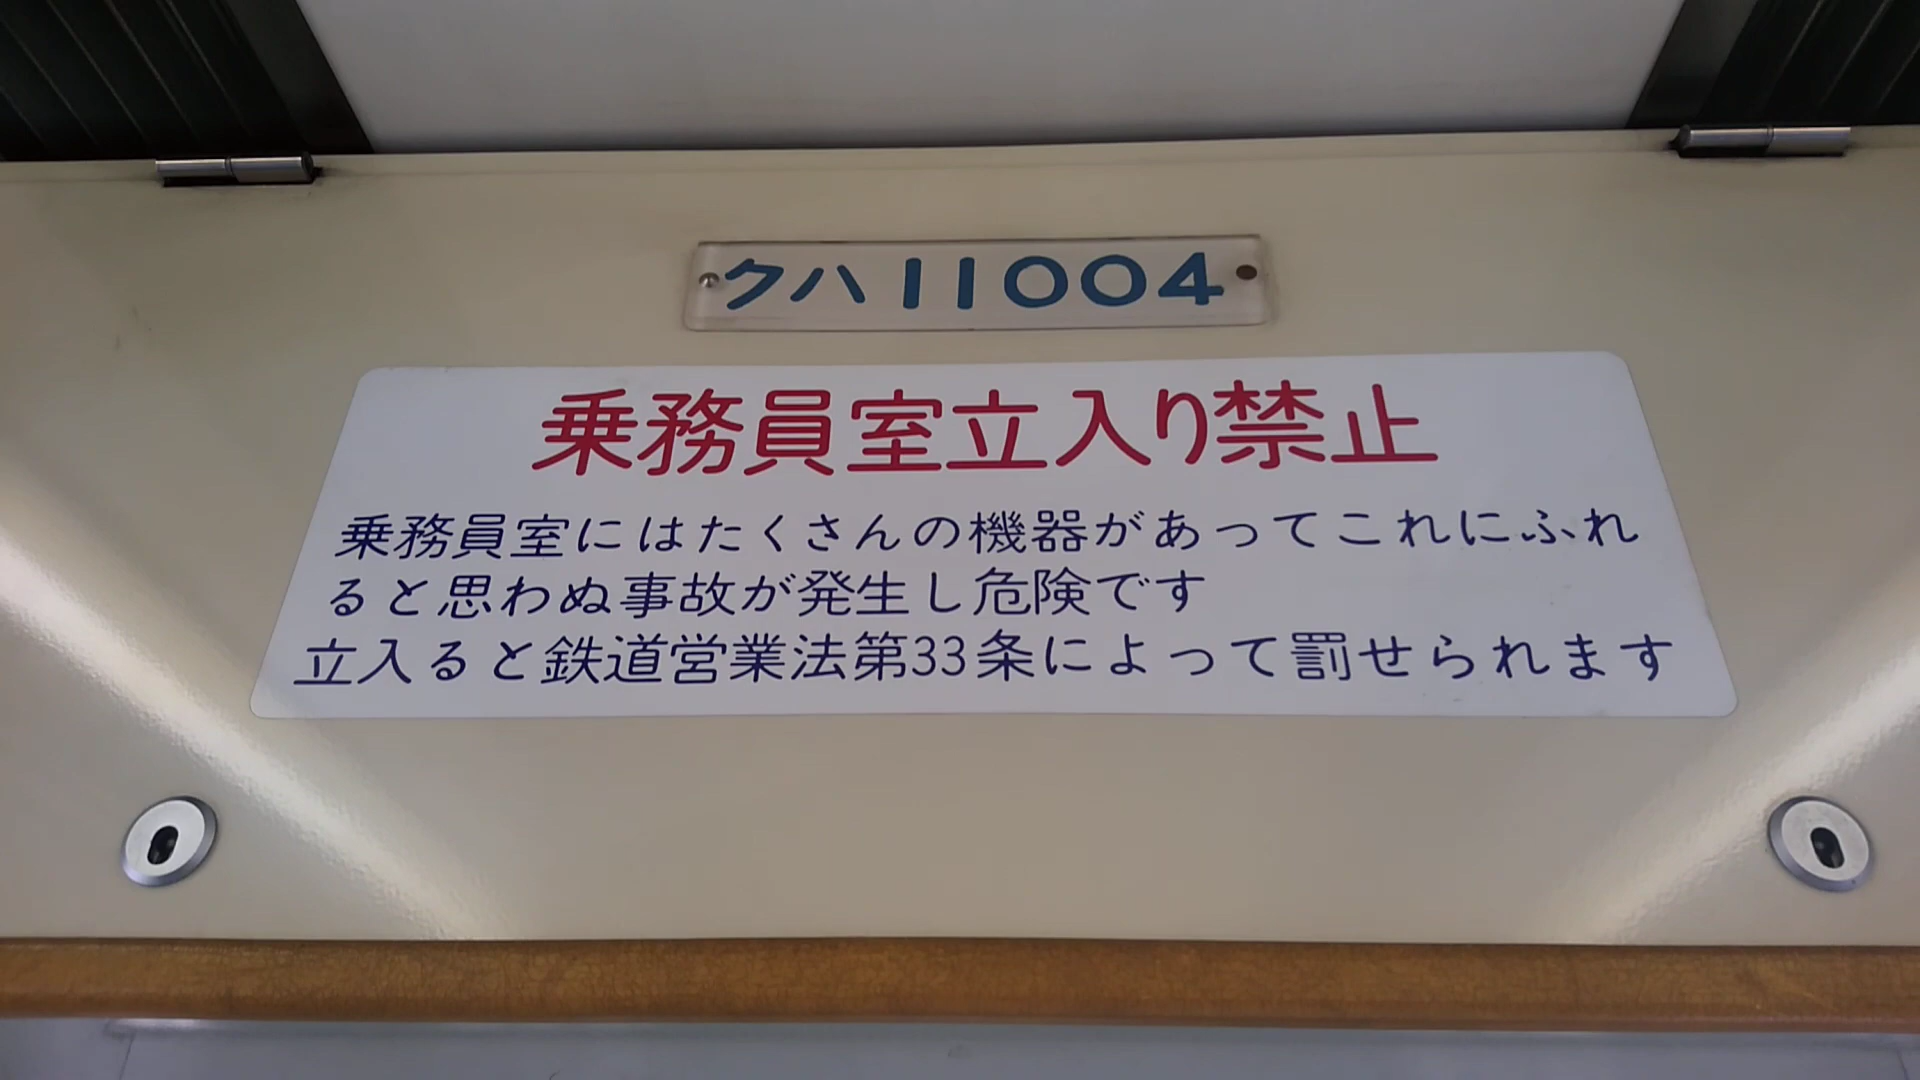 クハ11004
乗務員室立入り禁止
乗務員室にはたくさんの機器があってこれにふれ
ると思わぬ事故が発生し危険です
立入ると鉄道営業法第33条によって罰せられます